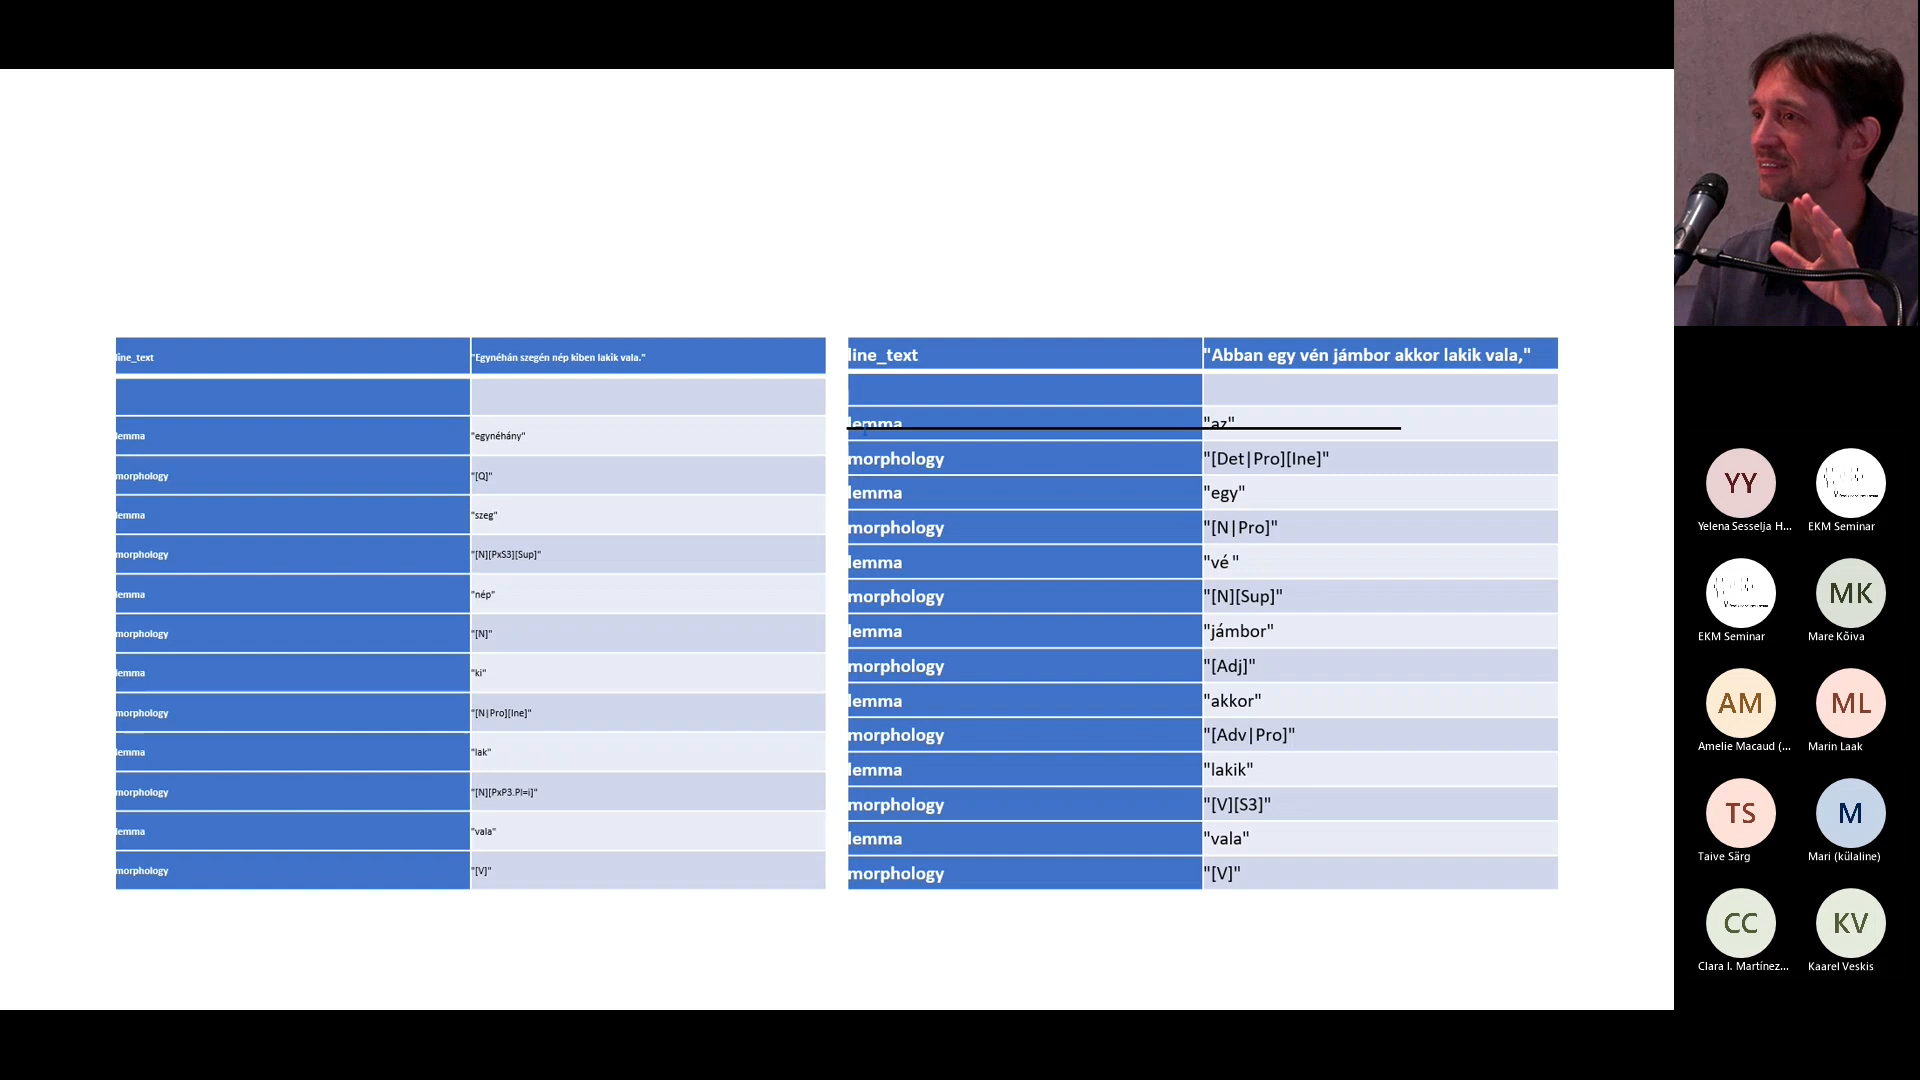 line_text "Egynéhán szegén nép kiben lakik vala."
lemma "egynéhány"
morphology "[Q]"
lemma "szeg"
morphology "[N][PxS3][Sup]"
lemma "nép"
morphology "[N]"
lemma "ki"
morphology "[N|Pro][Ine]"
lemma "lak"
morphology "[N][PxP3.Pl=i]"
lemma "vala"
morphology "[V]"
line_text "Abban egy vén jámbor akkor lakik vala,"
lemma "az"
morphology "[Det|Pro][Ine]"
lemma "egy"
morphology "[N|Pro]"
lemma "vé"
morphology "[N][Sup]"
lemma "jámbor"
morphology "[Adj]"
lemma "akkor"
morphology "[Adv|Pro]"
lemma "lakik"
morphology "[V][S3]"
lemma "vala"
morphology "[V]"
YY
Yelena Sesselja H...
EKM Seminar
EKM Seminar
MK
Mare Kõiva
AM
Amelie Macaud (...
ML
Marin Laak
TS
Taive Särg
M
Mari (külaline)
CC
Clara I. Martínez...
KV
Kaarel Veskis